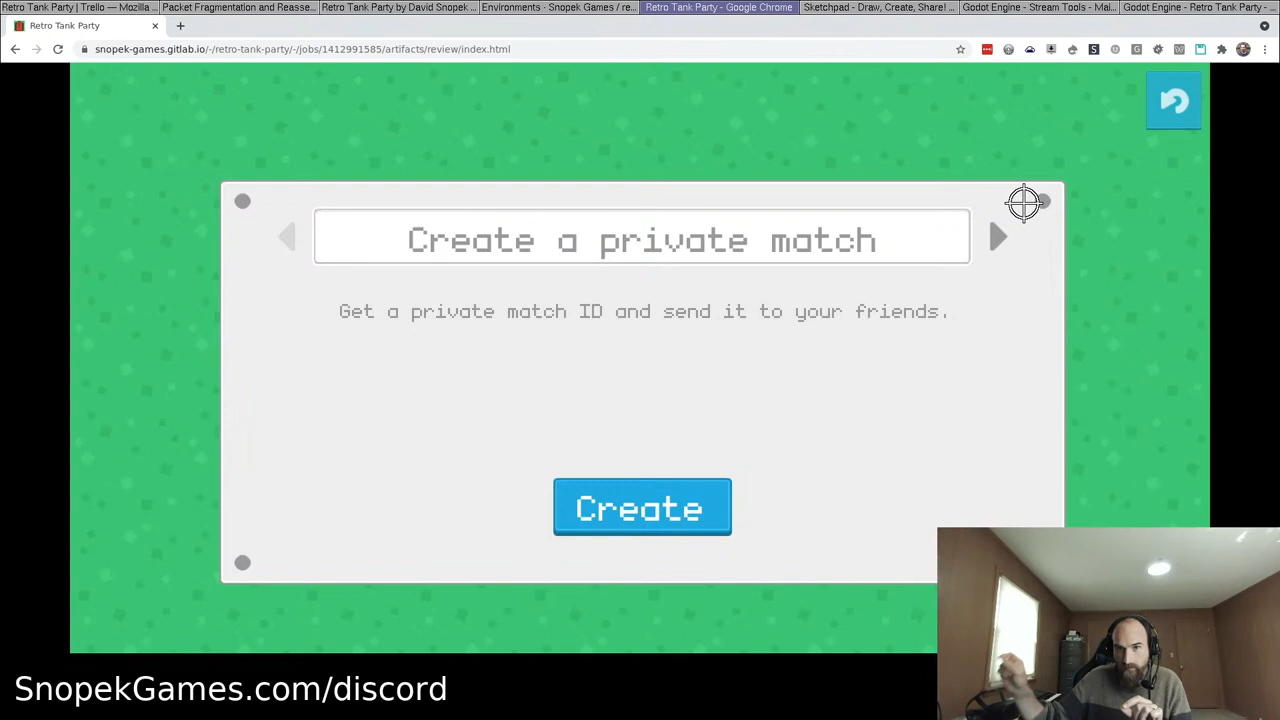 Retro Tank Party | Trello — Mozilla ...
Packet Fragmentation and Reasse...
Retro Tank Party by David Snopek ...
Environments · Snopek Games / re...
Retro Tank Party - Google Chrome
Sketchpad - Draw, Create, Share! ...
Godot Engine - Stream Tools - Mai...
Godot Engine - Retro Tank Party - ...
Retro Tank Party
snopek-games.gitlab.io/-/retro-tank-party/-/jobs/1412991585/artifacts/review/index.html
Create a private match
Get a private match ID and send it to your friends.
Create
SnopekGames.com/discord